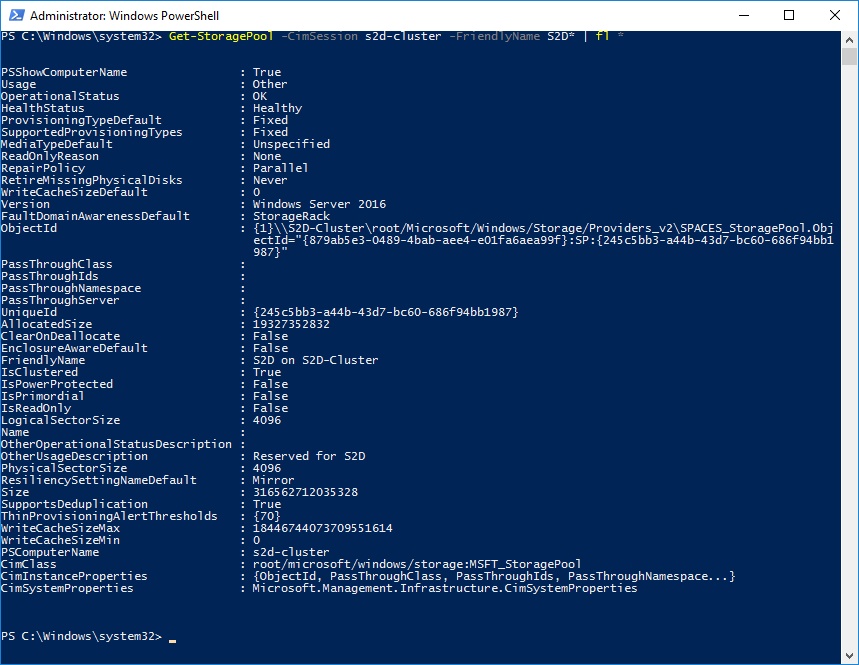 Administrator: Windows PowerShell
PS C:\Windows\system32> Get-StoragePool -CimSession s2d-cluster -FriendlyName S2D* | fl *
PSShowComputerName : True
Usage : Other
OperationalStatus : OK
HealthStatus : Healthy
ProvisioningTypeDefault : Fixed
SupportedProvisioningTypes : Fixed
MediaTypeDefault : Unspecified
ReadOnlyReason : None
RepairPolicy : Parallel
RetireMissingPhysicalDisks : Never
WriteCacheSizeDefault : 0
Version : Windows Server 2016
FaultDomainAwarenessDefault : StorageRack
ObjectId : {1}\\S2D-Cluster\root/Microsoft/Windows/Storage/Providers_v2\SPACES_StoragePool.Obj
ectId="{879ab5e3-0489-4bab-aee4-e01fa6aea99f}:SP:{245c5bb3-a44b-43d7-bc60-686f94bb1
987}"
PassThroughClass :
PassThroughIds :
PassThroughNamespace :
PassThroughServer :
UniqueId : {245c5bb3-a44b-43d7-bc60-686f94bb1987}
AllocatedSize : 19327352832
ClearOnDeallocate : False
EnclosureAwareDefault : False
FriendlyName : S2D on S2D-Cluster
IsClustered : True
IsPowerProtected : False
IsPrimordial : False
IsReadOnly : False
LogicalSectorSize : 4096
Name :
OtherOperationalStatusDescription :
OtherUsageDescription : Reserved for S2D
PhysicalSectorSize : 4096
ResiliencySettingNameDefault : Mirror
Size : 316562712035328
SupportsDeduplication : True
ThinProvisioningAlertThresholds : {70}
WriteCacheSizeMax : 18446744073709551614
WriteCacheSizeMin : 0
PSComputerName : s2d-cluster
CimClass : root/microsoft/windows/storage:MSFT_StoragePool
CimInstanceProperties : {ObjectId, PassThroughClass, PassThroughIds, PassThroughNamespace...}
CimSystemProperties : Microsoft.Management.Infrastructure.CimSystemProperties
PS C:\Windows\system32> _